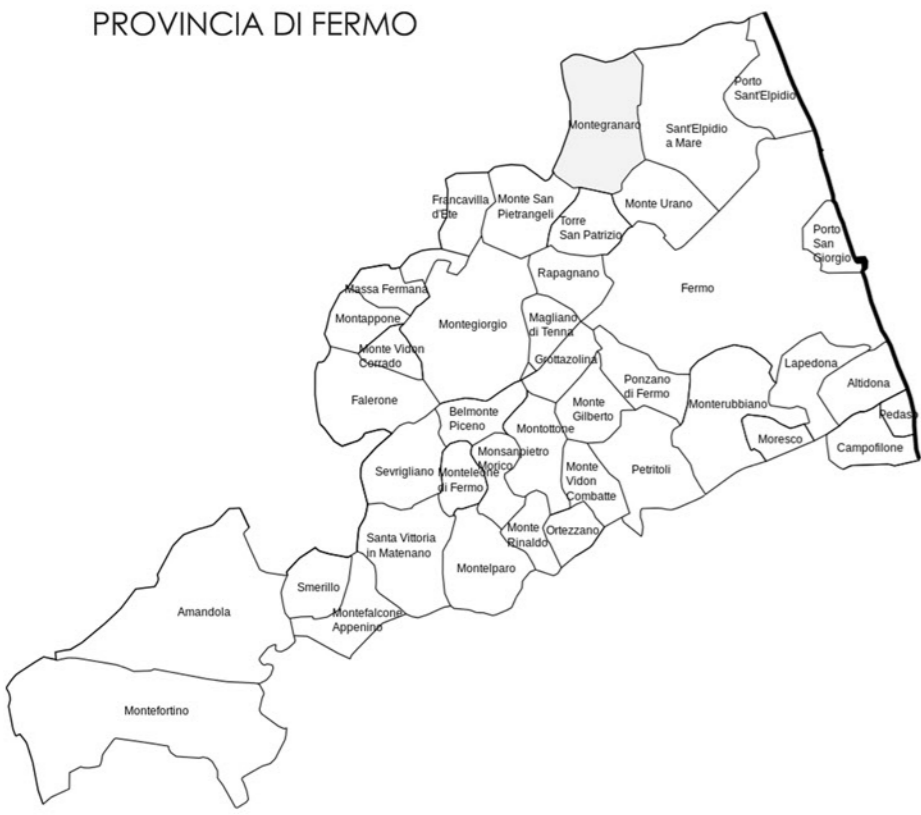 PROVINCIA DI FERMO
Porto
Sant'Elpidio
Montegranaro
Sant'Elpidio
a Mare
Francavilla
d'Ete
Monte San
Pietrangeli
Monte Urano
Torre
San Patrizio
Porto
San
Giorgio
Rapagnano
Fermo
Massa Fermana
Montappone
Montegiorgio
Magliano
di Tenna
Monte Vidon
Corrado
Grottazolina
Lapedona
Ponzano
di Fermo
Altidona
Falerone
Monte
Gilberto
Monterubbiano
Belmonte
Piceno
Pedaso
Montottone
Moresco
Campofilone
Monsanpietro
Morico
Sevrigliano
Monteleone
di Fermo
Monte
Vidon
Combatte
Petritoli
Monte
Rinaldo
Ortezzano
Santa Vittoria
in Matenano
Montelparo
Smerillo
Amandola
Montefalcone
Appenino
Montefortino